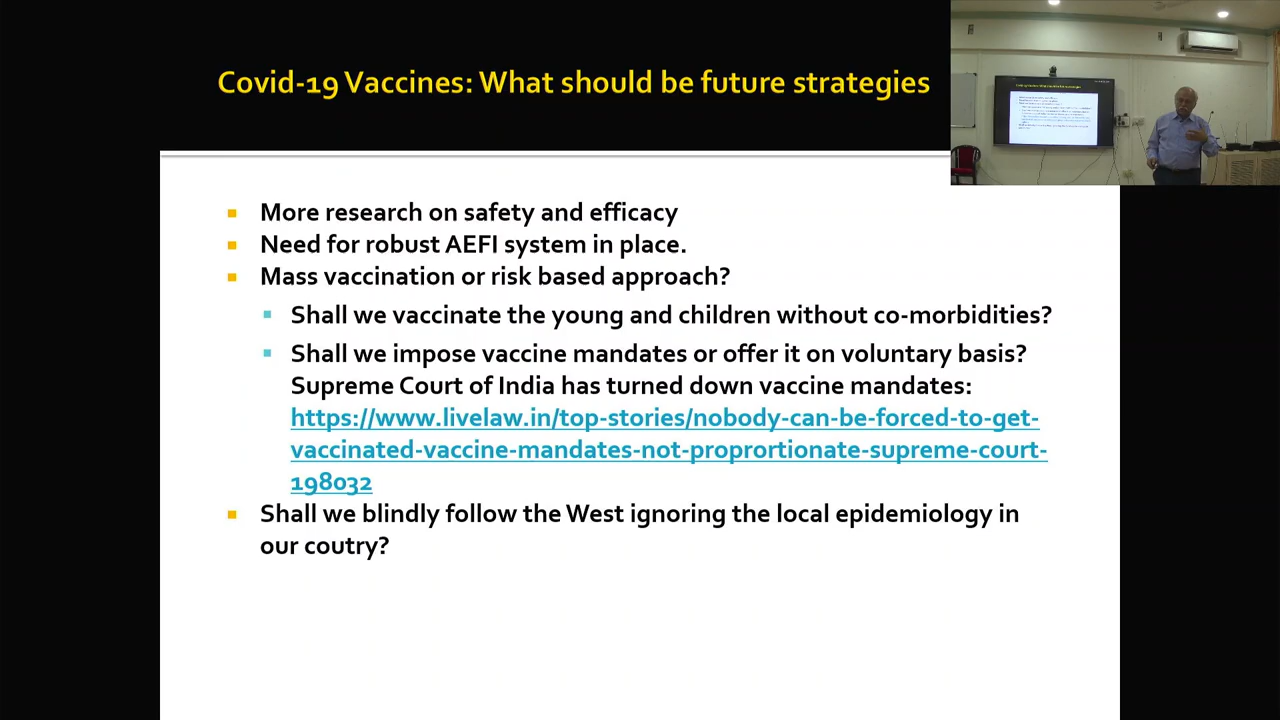 Covid-19 Vaccines: What should be future strategies
More research on safety and efficacy
Need for robust AEFI system in place.
Mass vaccination or risk based approach?
Shall we vaccinate the young and children without co-morbidities?
Shall we impose vaccine mandates or offer it on voluntary basis?
Supreme Court of India has turned down vaccine mandates:
https://www.livelaw.in/top-stories/nobody-can-be-forced-to-get-
vaccinated-vaccine-mandates-not-proprortionate-supreme-court-
198032
Shall we blindly follow the West ignoring the local epidemiology in
our coutry?